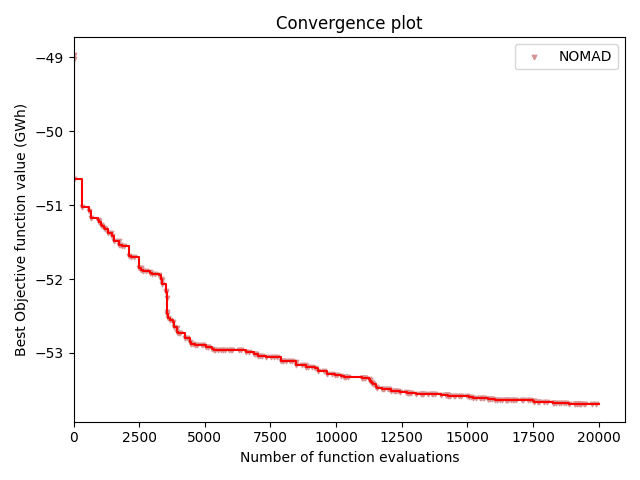 Convergence plot
NOMAD
Best Objective function value (GWh)
−49
−50
−51
−52
−53
0 2500 5000 7500 10000 12500 15000 17500 20000
Number of function evaluations